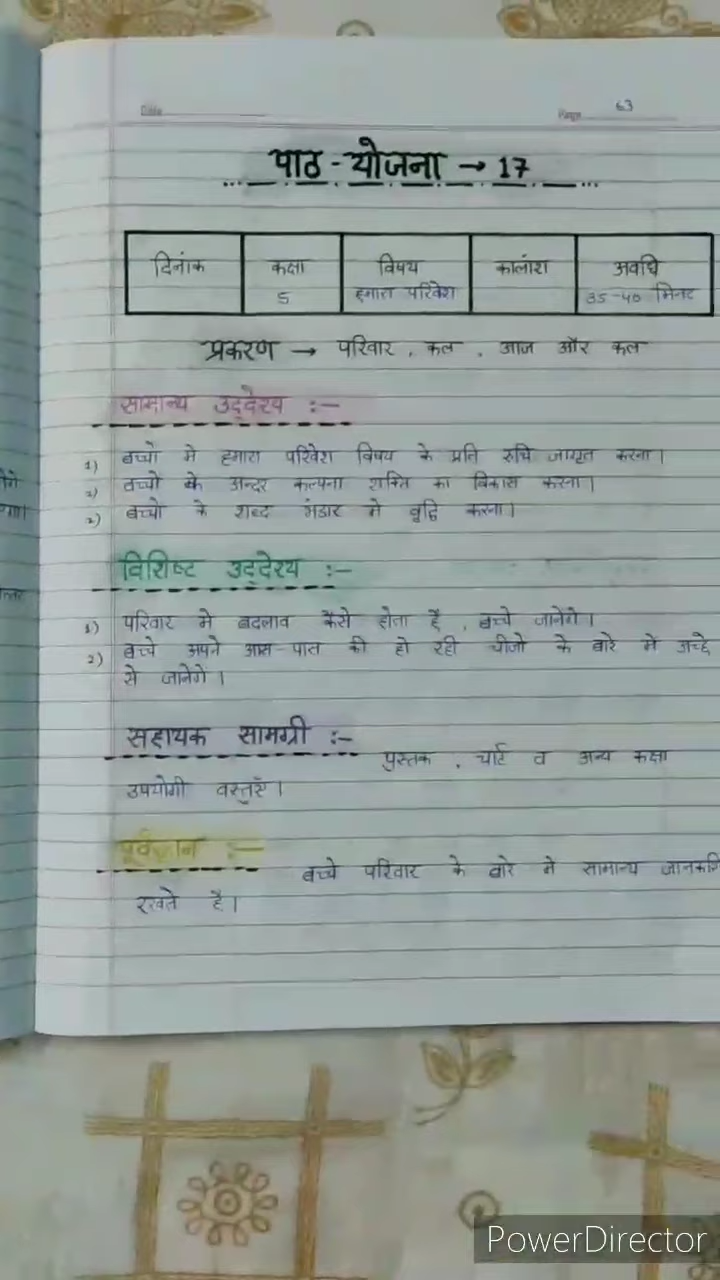 Date
Page 63
पाठ - योजना → 17
दिनांक कक्षा विषय कालांश अवधि
5 हमारा परिवेश 35-40 मिनट
प्रकरण → परिवार , कल , आज और कल
सामान्य उद्देश्य :-
1) बच्चो मे हमारा परिवेश विषय के प्रति रुचि जागृत करना।
2) बच्चो के अन्दर कल्पना शक्ति का विकास करना।
2) बच्चो के शब्द भंडार मे वृद्धि करना।
विशिष्ट उद्देश्य :-
1) परिवार मे बदलाव कैसे होता है , बच्चे जानेगे।
2) बच्चे अपने आस-पास की हो रही चीजो के बारे मे अच्छे
से जानेगें ।
सहायक सामग्री :-
पुस्तक , चार्ट व अन्य कक्षा
उपयोगी वस्तुएँ।
पूर्वज्ञान :-
बच्चे परिवार के बारे मे सामान्य
रखते है।
PowerDirector